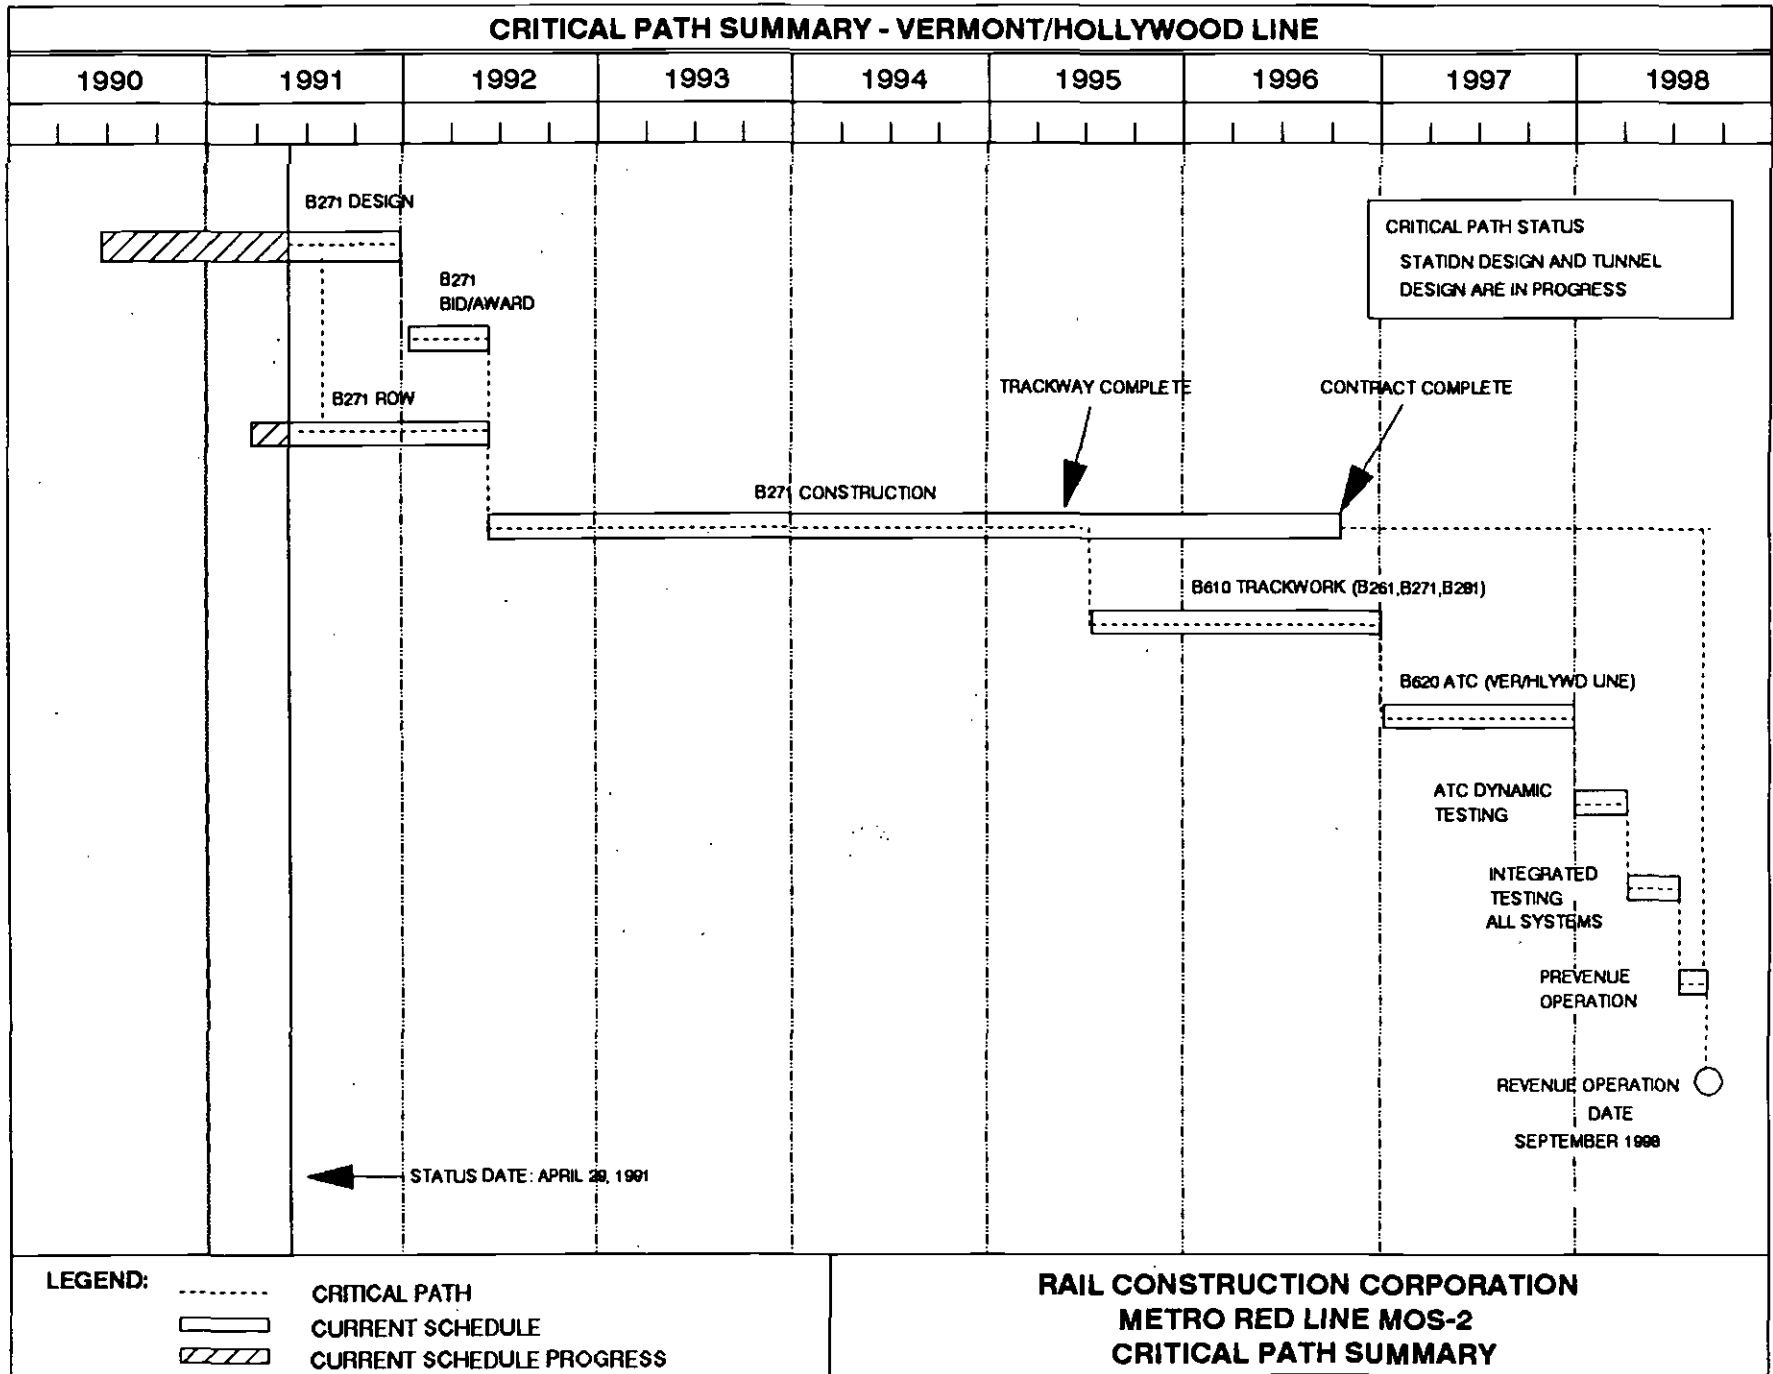 CRITICAL PATH SUMMARY - VERMONT/HOLLYWOOD LINE
1990 1991 1992 1993 1994 1995 1996 1997 1998
B271 DESIGN
CRITICAL PATH STATUS
STATION DESIGN AND TUNNEL
DESIGN ARE IN PROGRESS
B271
BID/AWARD
TRACKWAY COMPLETE
CONTRACT COMPLETE
B271 ROW
B271 CONSTRUCTION
B610 TRACKWORK (B261,B271,B281)
B620 ATC (VER/HLYWD LINE)
ATC DYNAMIC
TESTING
INTEGRATED
TESTING
ALL SYSTEMS
PREVENUE
OPERATION
REVENUE OPERATION
DATE
SEPTEMBER 1998
STATUS DATE: APRIL 29, 1991
LEGEND:
CRITICAL PATH
CURRENT SCHEDULE
CURRENT SCHEDULE PROGRESS
RAIL CONSTRUCTION CORPORATION
METRO RED LINE MOS-2
CRITICAL PATH SUMMARY